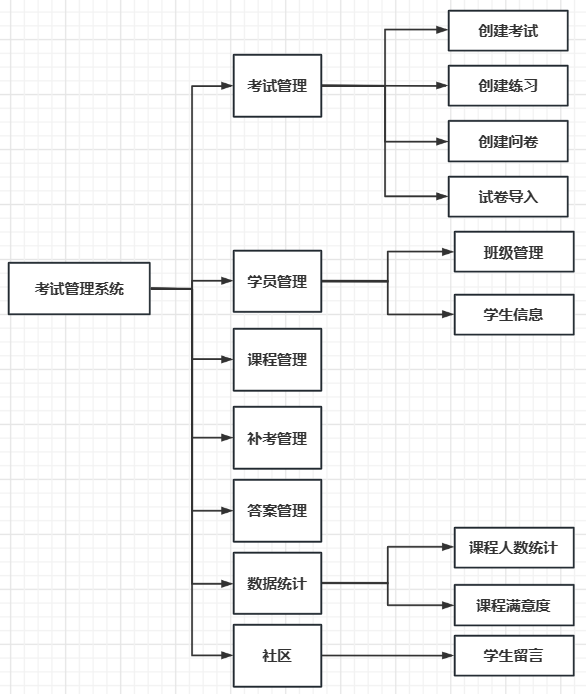 考试管理系统
考试管理
创建考试
创建练习
创建问卷
试卷导入
学员管理
班级管理
学生信息
课程管理
补考管理
答案管理
数据统计
课程人数统计
课程满意度
社区
学生留言